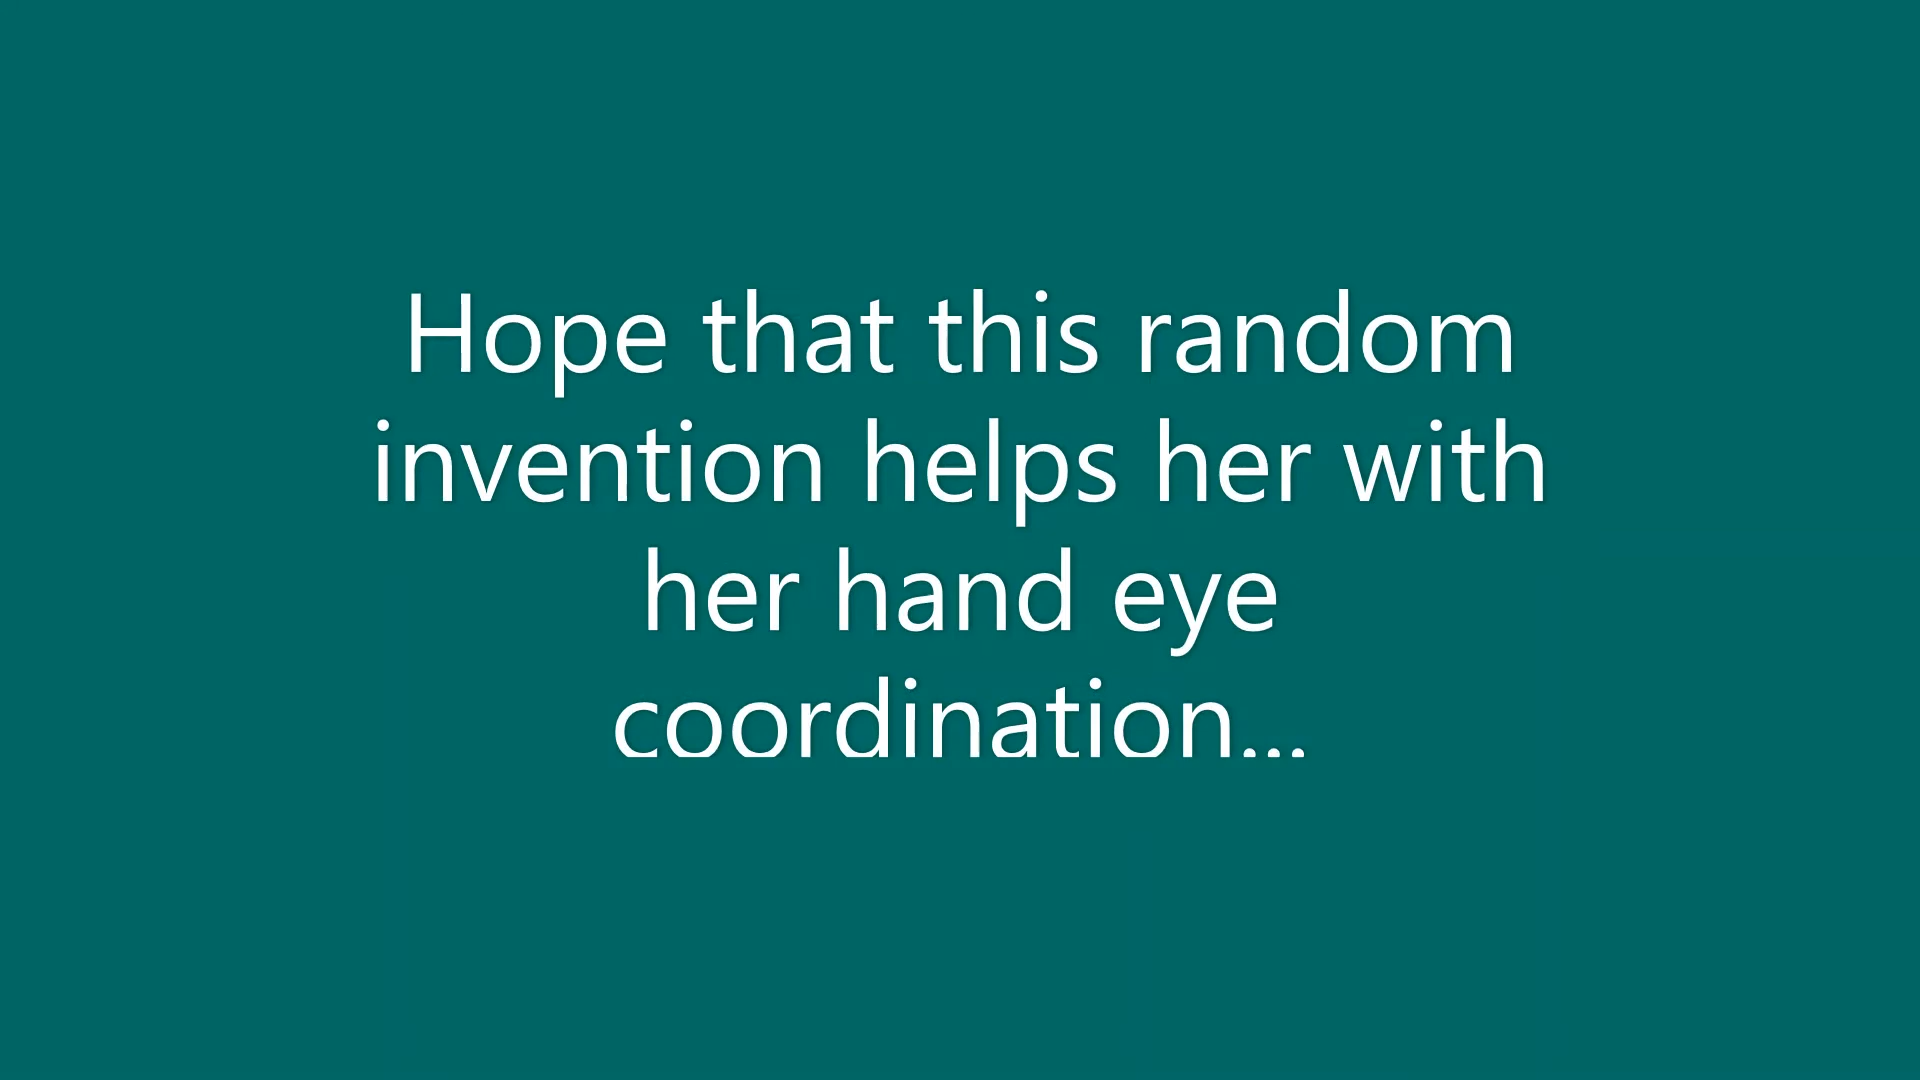 Hope that this random
invention helps her with
her hand eye
coordination...